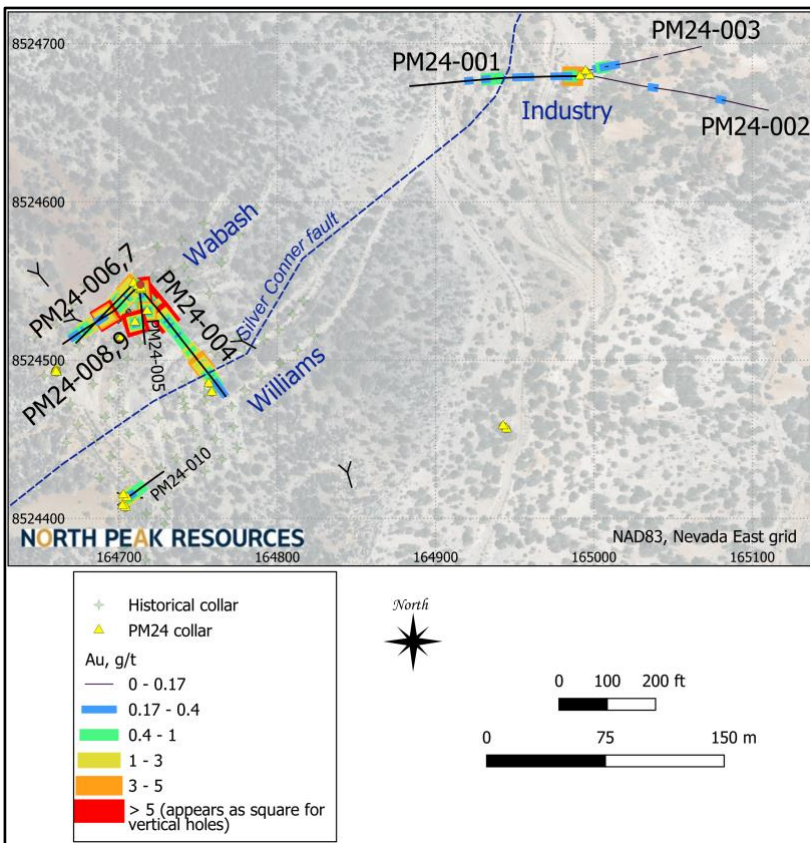 8524700
PM24-003
PM24-001
Industry
PM24-002
8524600
Wabash
Silver Conner fault
PM24-006,7
PM24-004
PM24-008,9
PM24-005
8524500
Williams
PM24-010
8524400
NORTH PEAK RESOURCES
NAD83, Nevada East grid
164700
164800
164900
165000
165100
Historical collar
PM24 collar
Au, g/t
0 - 0.17
0.17 - 0.4
0.4 - 1
1 - 3
3 - 5
> 5 (appears as square for
vertical holes)
North
0 100 200 ft
0 75 150 m